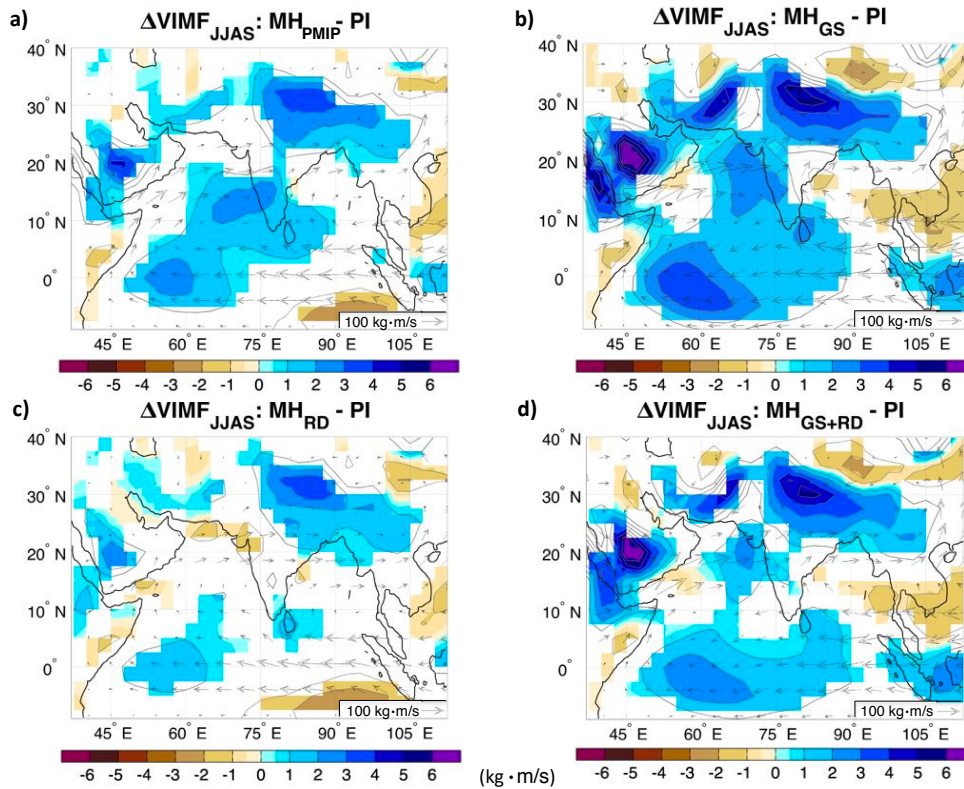 a) ΔVIMF_JJAS: MH_PMIP - PI
40° N
30° N
20° N
10° N
0°
45° E 60° E 75° E 90° E 105° E
100 kg·m/s
-6 -5 -4 -3 -2 -1 0 1 2 3 4 5 6
b) ΔVIMF_JJAS: MH_GS - PI
40° N
30° N
20° N
10° N
0°
45° E 60° E 75° E 90° E 105° E
100 kg·m/s
-6 -5 -4 -3 -2 -1 0 1 2 3 4 5 6
c) ΔVIMF_JJAS: MH_RD - PI
40° N
30° N
20° N
10° N
0°
45° E 60° E 75° E 90° E 105° E
100 kg·m/s
-6 -5 -4 -3 -2 -1 0 1 2 3 4 5 6
(kg · m/s)
d) ΔVIMF_JJAS: MH_GS+RD - PI
40° N
30° N
20° N
10° N
0°
45° E 60° E 75° E 90° E 105° E
100 kg·m/s
-6 -5 -4 -3 -2 -1 0 1 2 3 4 5 6